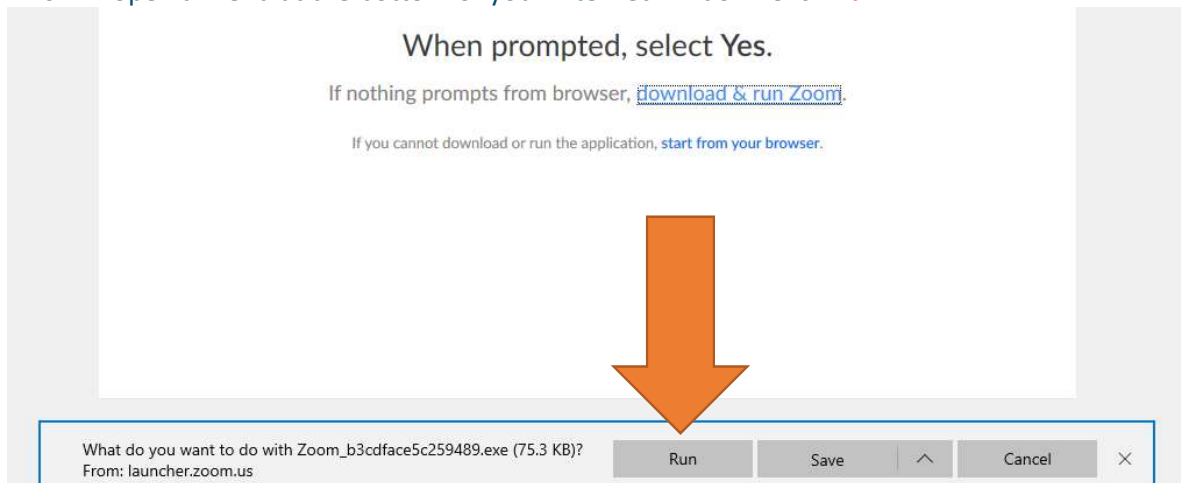 When prompted, select Yes.
If nothing prompts from browser, download & run Zoom.
If you cannot download or run the application, start from your browser.
What do you want to do with Zoom_b3cdface5c259489.exe (75.3 KB)?
From: launcher.zoom.us
Run Save Cancel